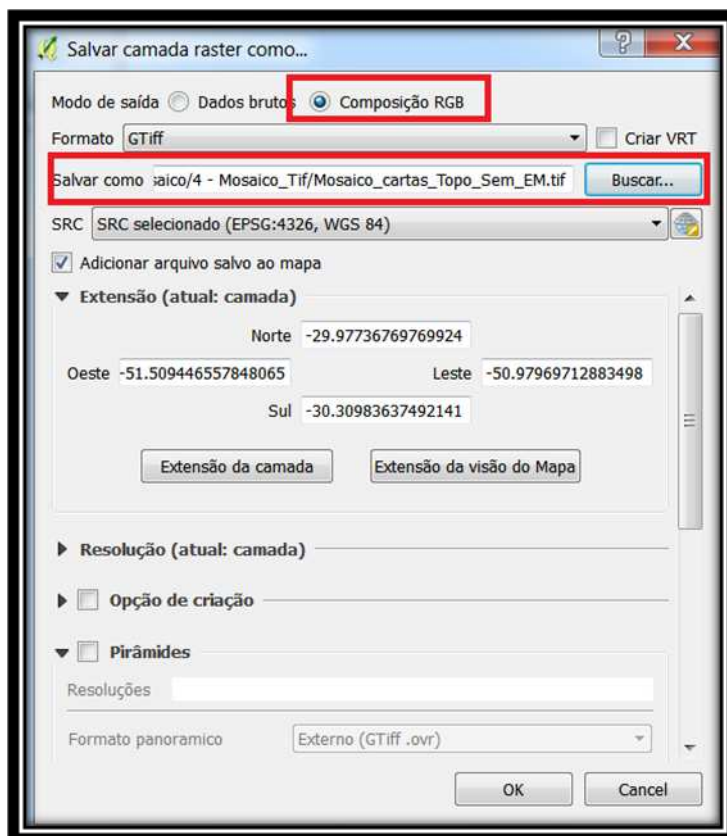 Salvar camada raster como...
Modo de saída Dados brutos Composição RGB
Formato GTiff Criar VRT
Salvar como saico/4 - Mosaico_Tif/Mosaico_cartas_Topo_Sem_EM.tif Buscar...
SRC SRC selecionado (EPSG:4326, WGS 84)
Adicionar arquivo salvo ao mapa
Extensão (atual: camada)
Norte -29.97736769769924
Oeste -51.509446557848065 Leste -50.97969712883498
Sul -30.30983637492141
Extensão da camada Extensão da visão do Mapa
Resolução (atual: camada)
Opção de criação
Pirâmides
Resoluções
Formato panoramico Externo (GTiff .ovr)
OK Cancel